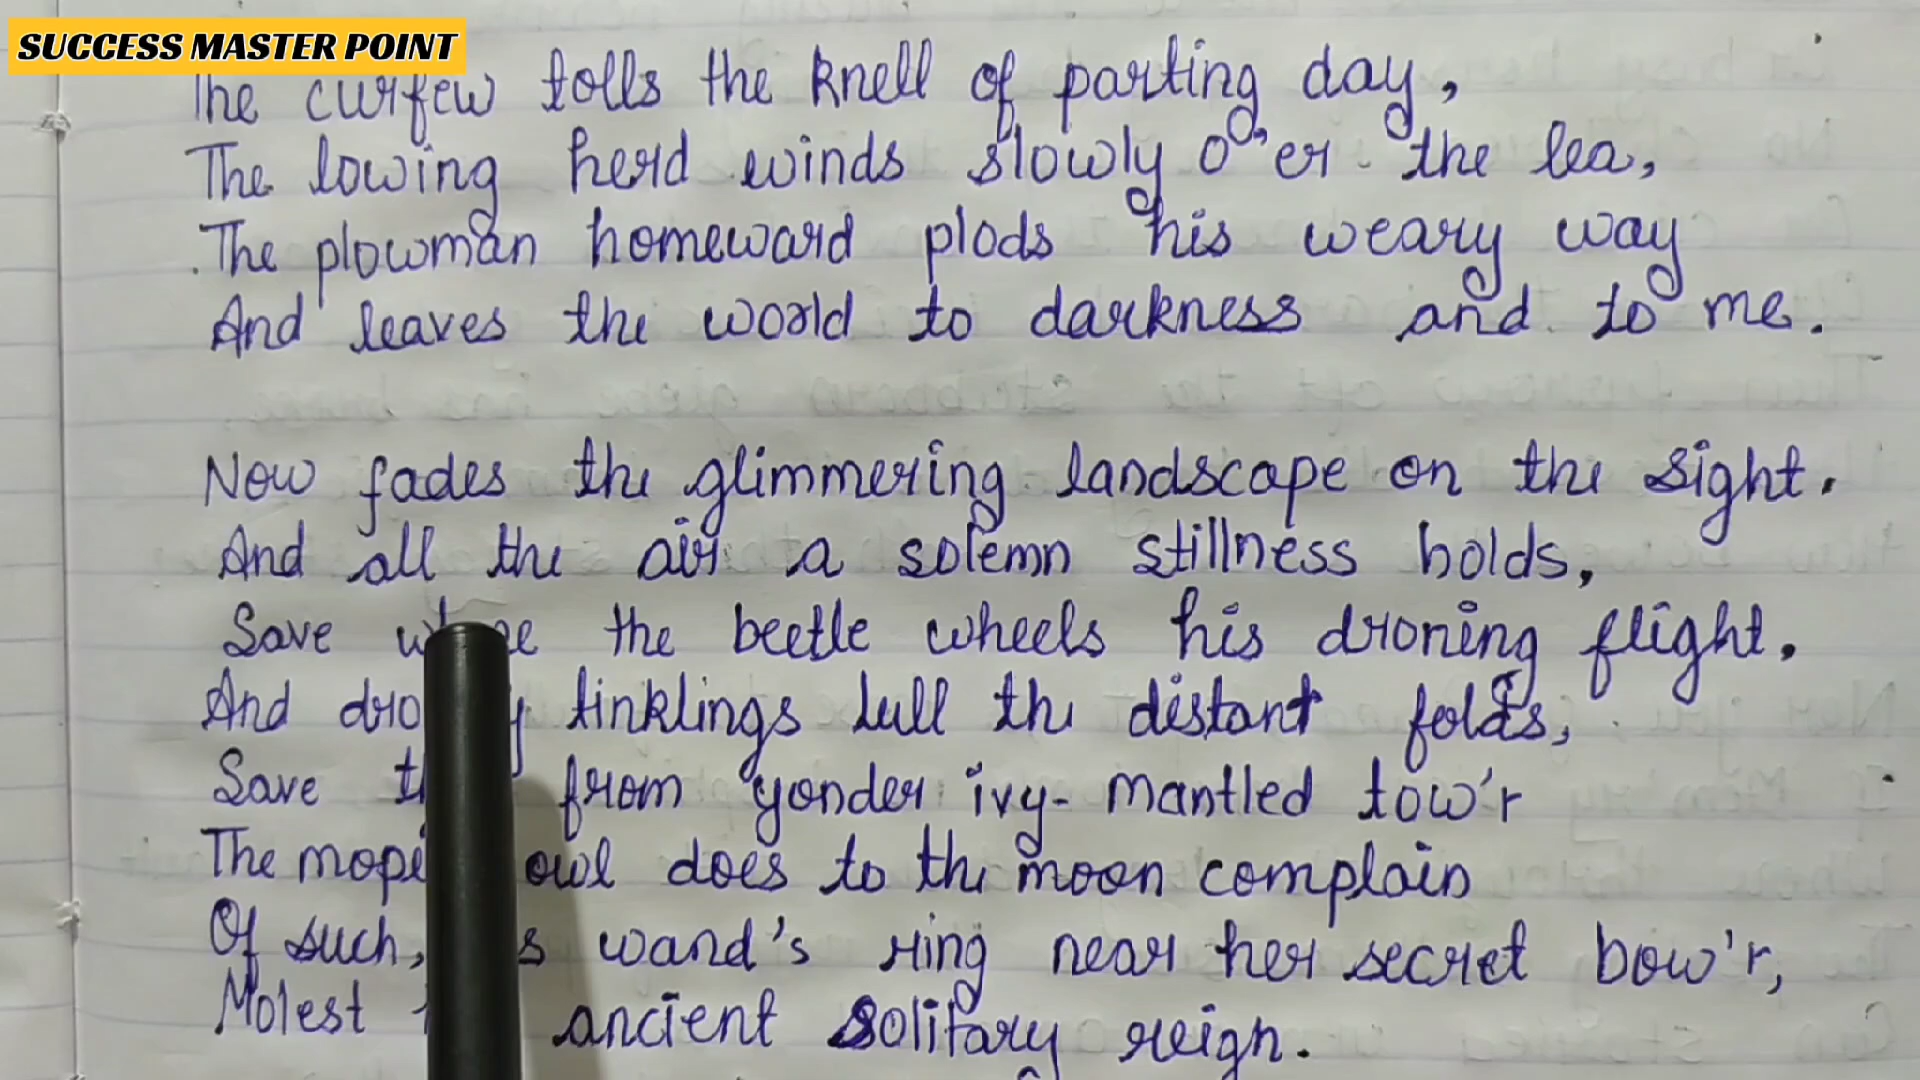 SUCCESS MASTER POINT
The curfew tolls the knell of parting day,
The lowing herd winds slowly o'er the lea,
The plowman homeward plods his weary way
And leaves the world to darkness and to me.
Now fades the glimmering landscape on the sight.
And all the air a solemn stillness holds,
Save the beetle wheels his droning flight.
And tinklings lull the distant folds,
Save from yonder ivy-mantled tow'r
The owl does to the moon complain
Of such, wand's ring near her secret bow'r,
Molest ancient solitary reign.